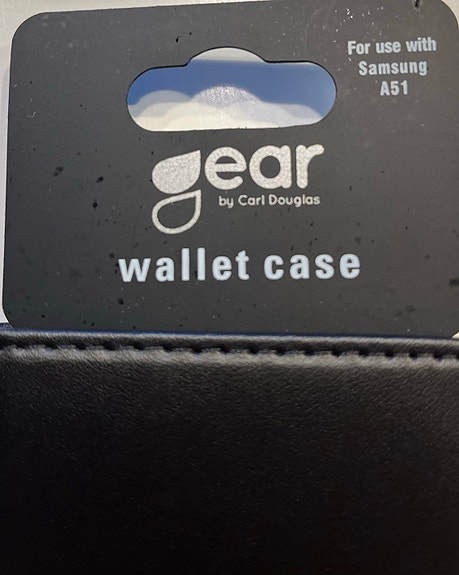 For use with
Samsung
A51
gear
by Carl Douglas
wallet case